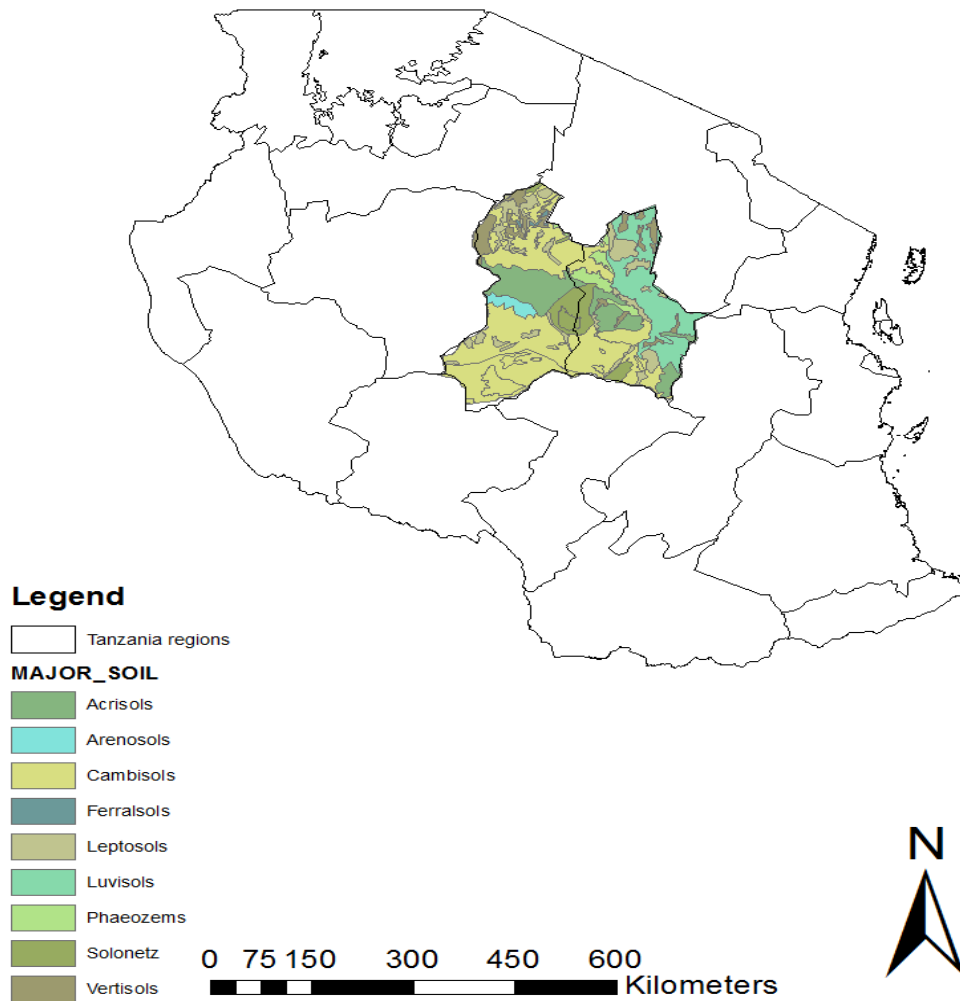 Legend
Tanzania regions
MAJOR_SOIL
Acrisols
Arenosols
Cambisols
Ferralsols
Leptosols
Luvisols
Phaeozems
Solonetz
Vertisols
0 75 150 300 450 600
Kilometers
N